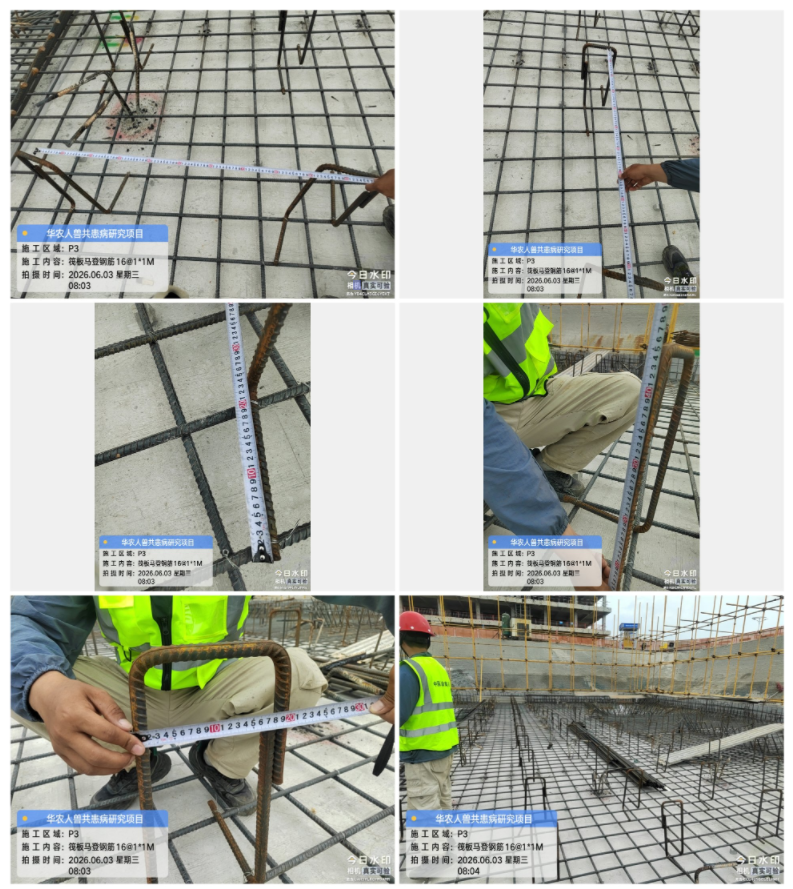 华农人兽共患病研究项目
施工区域：P3
施工内容：筏板马登钢筋16@1*1M
拍摄时间：2026.06.03 星期三
08:03
今日水印
相机 真实可验
华农人兽共患病研究项目
施工区域：P3
施工内容：筏板马登钢筋16@1*1M
拍摄时间：2026.06.03 星期三
08:03
今日水印
相机 真实可验
华农人兽共患病研究项目
施工区域：P3
施工内容：筏板马登钢筋16@1*1M
拍摄时间：2026.06.03 星期三
08:03
今日水印
相机 真实可验
华农人兽共患病研究项目
施工区域：P3
施工内容：筏板马登钢筋16@1*1M
拍摄时间：2026.06.03 星期三
08:03
今日水印
相机 真实可验
华农人兽共患病研究项目
施工区域：P3
施工内容：筏板马登钢筋16@1*1M
拍摄时间：2026.06.03 星期三
08:03
今日水印
相机 真实可验
华农人兽共患病研究项目
施工区域：P3
施工内容：筏板马登钢筋16@1*1M
拍摄时间：2026.06.03 星期三
08:04
今日水印
相机 真实可验